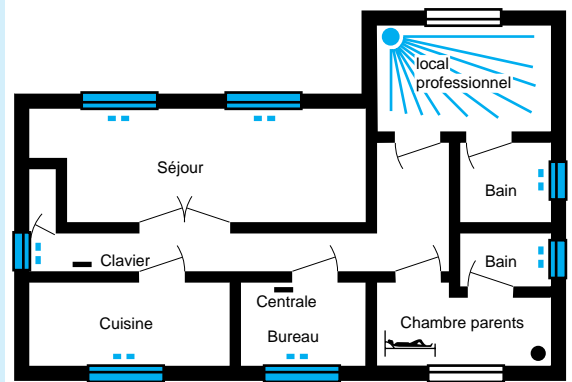 local
professionnel
Séjour
Bain
Clavier
Bain
Centrale
Cuisine
Bureau
Chambre parents